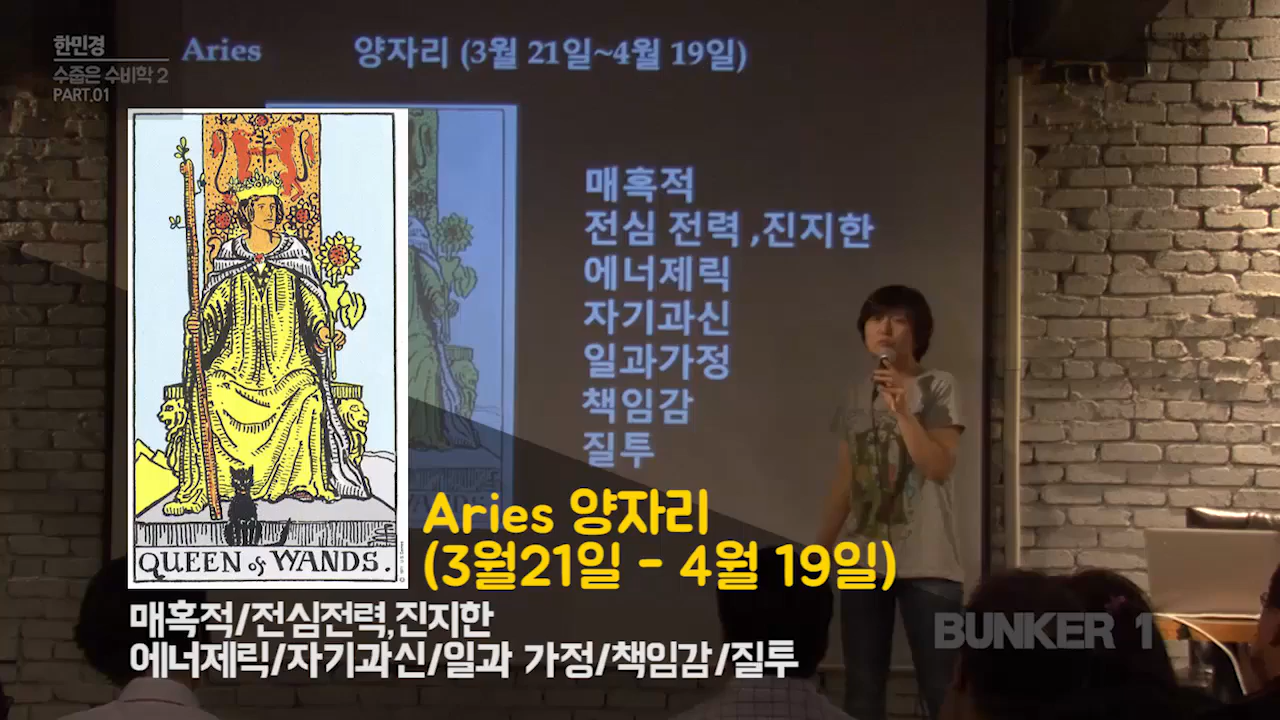 한민경
수줍은 수비학 2
PART.01
Aries 양자리 (3월 21일~4월 19일)
매혹적
전심 전력 ,진지한
에너제릭
자기과신
일과가정
책임감
질투
QUEEN of WANDS.
Aries 양자리
(3월21일 - 4월 19일)
매혹적/전심전력,진지한
에너제릭/자기과신/일과 가정/책임감/질투
BUNKER 1